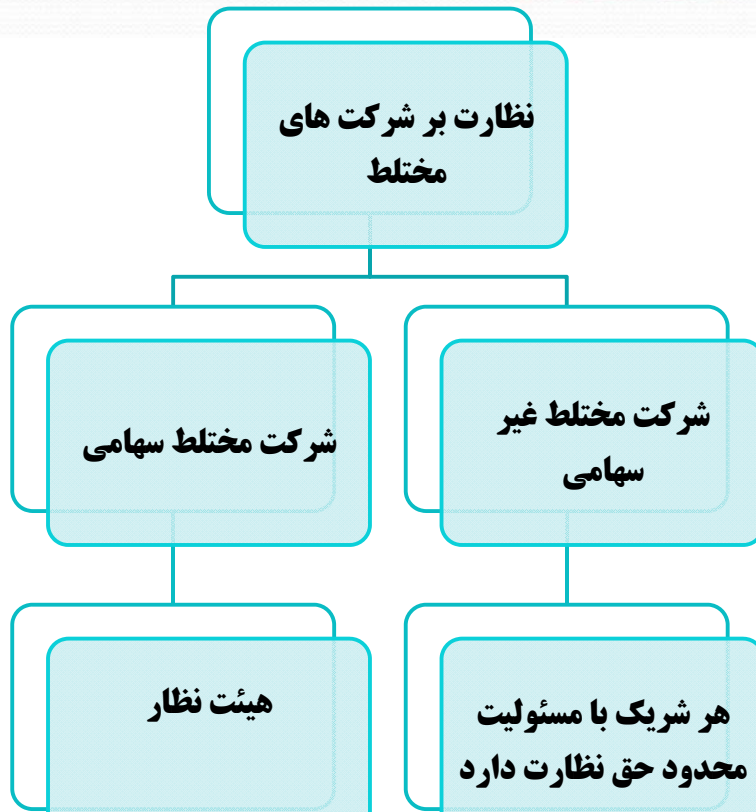 نظارت بر شرکت های
مختلط
شرکت مختلط غیر
سهامی
شرکت مختلط سهامی
هر شریک با مسئولیت
محدود حق نظارت دارد
هیئت نظار